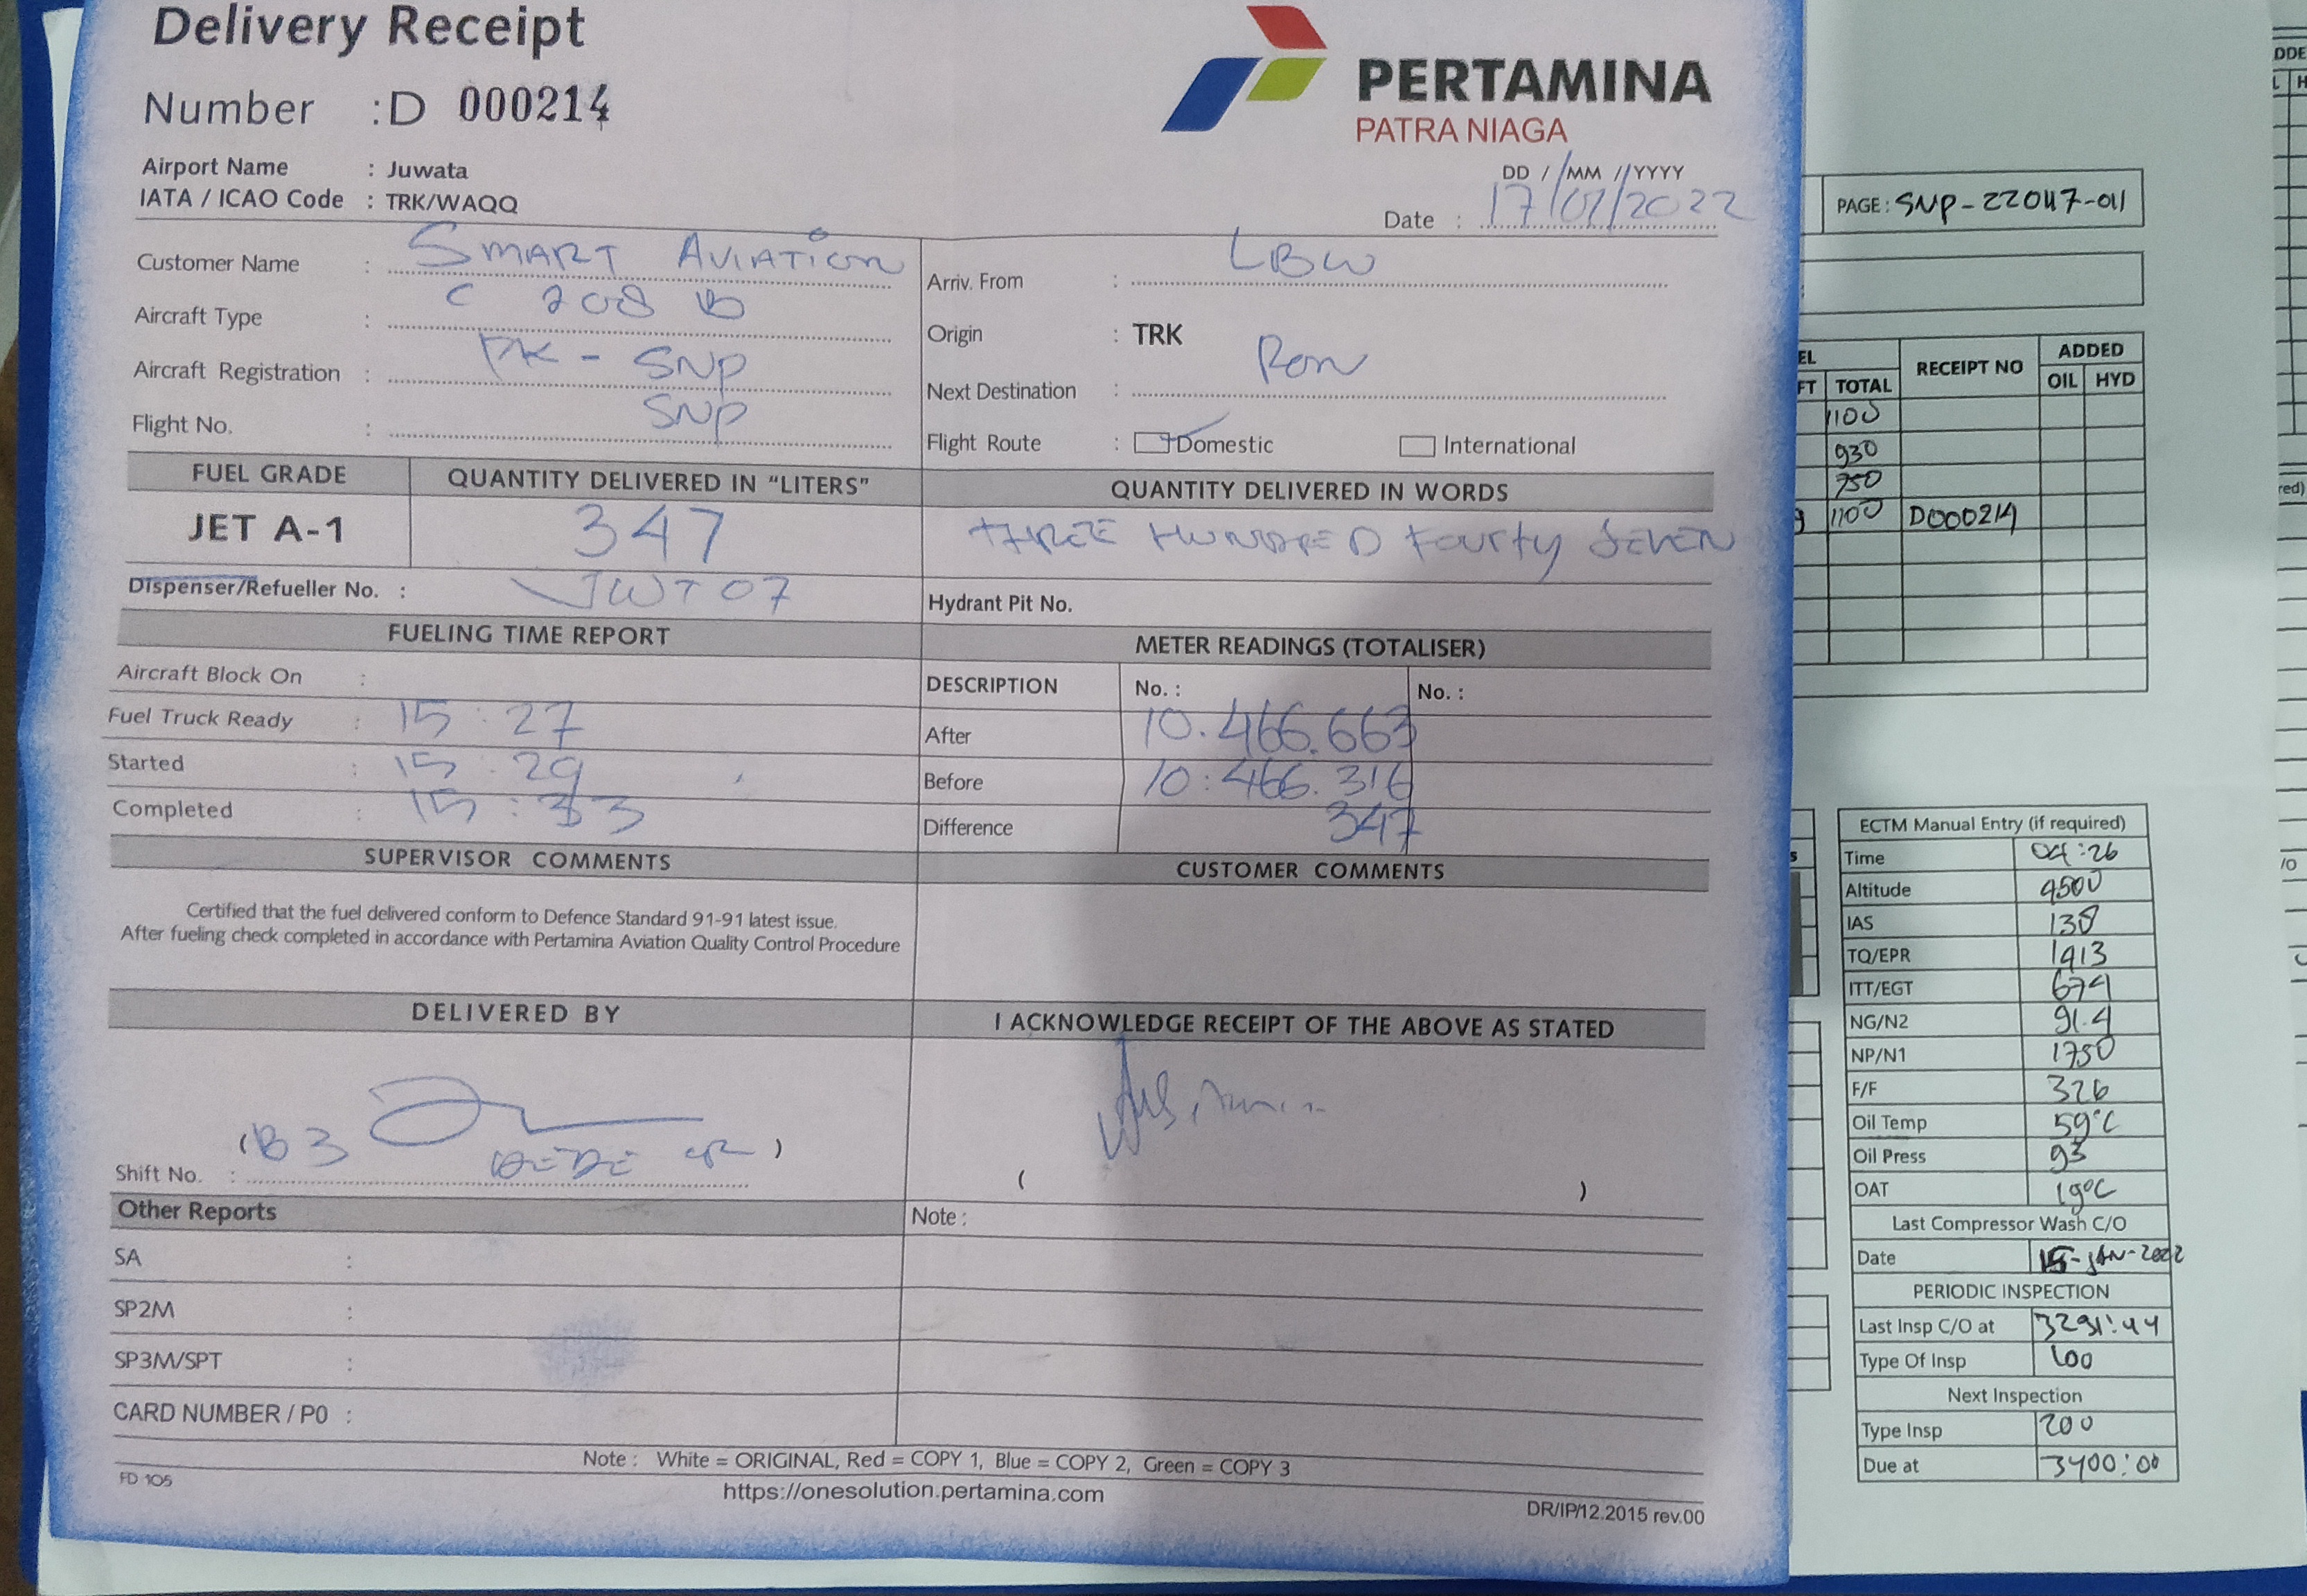 Delivery Receipt
Number : D 000214
PERTAMINA
PATRA NIAGA
Airport Name : Juwata
IATA / ICAO Code : TRK/WAQQ
DD / MM / YYYY
Date : 17/01/2022
Customer Name : SMART AVIATION
Aircraft Type : C 208 B
Aircraft Registration : PK - SNP
Flight No. : SNP
Arriv. From : LBW
Origin : TRK
Next Destination : RON
Flight Route : Domestic International
FUEL GRADE QUANTITY DELIVERED IN "LITERS" QUANTITY DELIVERED IN WORDS
JET A-1 347 THREE HUNDRED FOURTY SEVEN
Dispenser/Refueller No. : JWT 07 Hydrant Pit No.
FUELING TIME REPORT
Aircraft Block On :
Fuel Truck Ready : 15 : 27
Started : 15 : 29
Completed : 15 : 33
METER READINGS (TOTALISER)
DESCRIPTION No. : No. :
After 10.466.663
Before 10.466.316
Difference 347
SUPERVISOR COMMENTS
Certified that the fuel delivered conform to Defence Standard 91-91 latest issue.
After fueling check completed in accordance with Pertamina Aviation Quality Control Procedure
CUSTOMER COMMENTS
DELIVERED BY
(B3 )
Shift No. :
I ACKNOWLEDGE RECEIPT OF THE ABOVE AS STATED
( )
Other Reports
SA :
SP2M :
SP3M/SPT :
CARD NUMBER / P0 :
Note :
Note : White = ORIGINAL, Red = COPY 1, Blue = COPY 2, Green = COPY 3
FD 105
https://onesolution.pertamina.com
DR/IP/12.2015 rev.00
PAGE : SNP-22047-011
EL RECEIPT NO ADDED
FT TOTAL OIL HYD
1100
930
750
1100 D000214
ECTM Manual Entry (if required)
Time 04:26
Altitude 9500
IAS 138
TQ/EPR 1413
ITT/EGT 674
NG/N2 91.4
NP/N1 1750
F/F 326
Oil Temp 59°C
Oil Press 93
OAT 19°C
Last Compressor Wash C/O
Date 15-JAN-2022
PERIODIC INSPECTION
Last Insp C/O at 3291:44
Type Of Insp 100
Next Inspection
Type Insp 200
Due at 3400:00